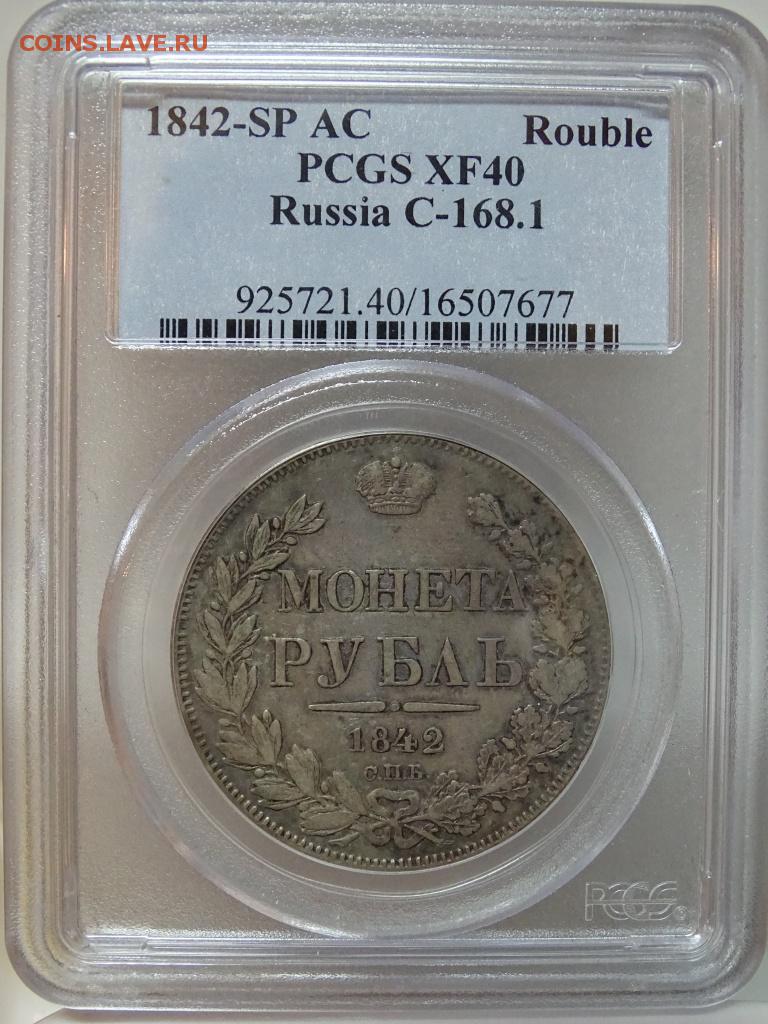 COINS.LAVE.RU
1842-SP AC Rouble
PCGS XF40
Russia C-168.1
925721.40/16507677
МОНЕТА
РУБЛЬ
1842
С.П.Б.
PCGS